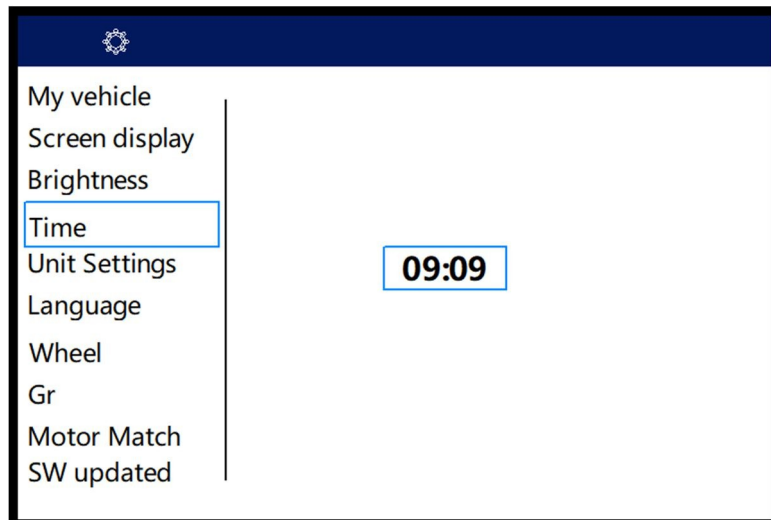 My vehicle
Screen display
Brightness
Time
Unit Settings
09:09
Language
Wheel
Gr
Motor Match
SW updated